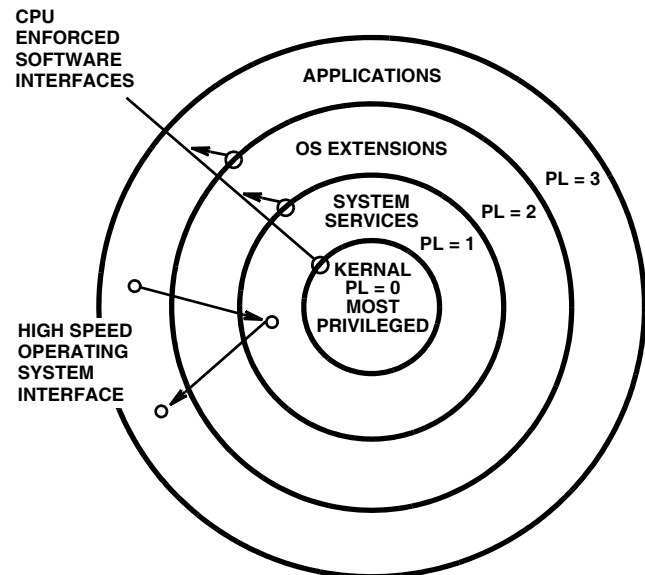 CPU
ENFORCED
SOFTWARE
INTERFACES
APPLICATIONS
OS EXTENSIONS
PL = 3
SYSTEM
SERVICES
PL = 2
PL = 1
KERNAL
PL = 0
MOST
PRIVILEGED
HIGH SPEED
OPERATING
SYSTEM
INTERFACE